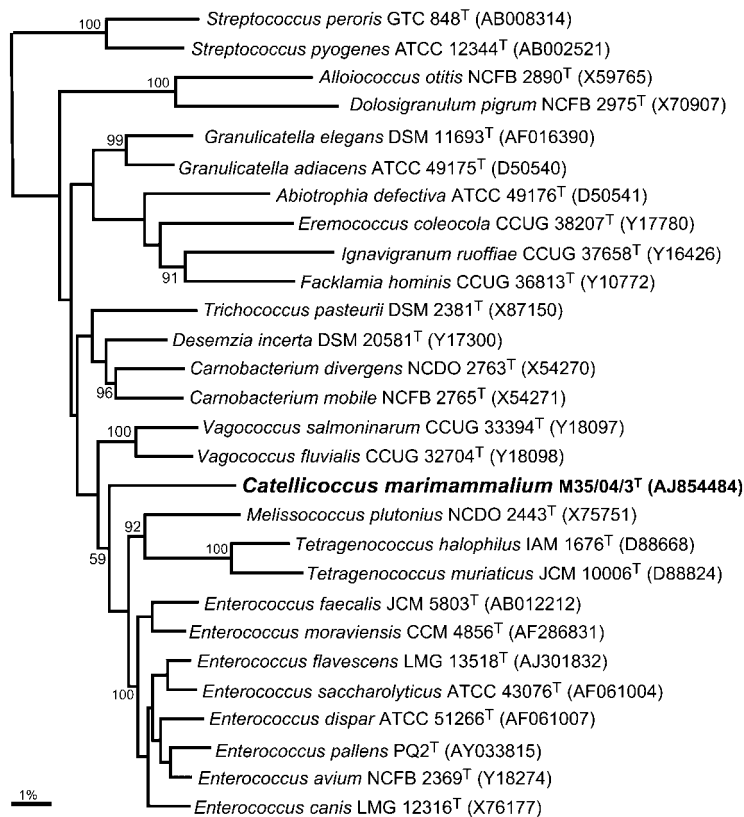 100
Streptococcus peroris GTC 848ᵀ (AB008314)
Streptococcus pyogenes ATCC 12344ᵀ (AB002521)
Alloiococcus otitis NCFB 2890ᵀ (X59765)
100
Dolosigranulum pigrum NCFB 2975ᵀ (X70907)
Granulicatella elegans DSM 11693ᵀ (AF016390)
99
Granulicatella adiacens ATCC 49175ᵀ (D50540)
Abiotrophia defectiva ATCC 49176ᵀ (D50541)
Eremococcus coleocola CCUG 38207ᵀ (Y17780)
Ignavigranum ruoffiae CCUG 37658ᵀ (Y16426)
91
Facklamia hominis CCUG 36813ᵀ (Y10772)
Trichococcus pasteurii DSM 2381ᵀ (X87150)
Desemzia incerta DSM 20581ᵀ (Y17300)
Carnobacterium divergens NCDO 2763ᵀ (X54270)
96
Carnobacterium mobile NCFB 2765ᵀ (X54271)
Vagococcus salmoninarum CCUG 33394ᵀ (Y18097)
100
Vagococcus fluvialis CCUG 32704ᵀ (Y18098)
Catellicoccus marimammalium M35/04/3ᵀ (AJ854484)
Melissococcus plutonius NCDO 2443ᵀ (X75751)
92
Tetragenococcus halophilus IAM 1676ᵀ (D88668)
100
59
Tetragenococcus muriaticus JCM 10006ᵀ (D88824)
Enterococcus faecalis JCM 5803ᵀ (AB012212)
Enterococcus moraviensis CCM 4856ᵀ (AF286831)
Enterococcus flavescens LMG 13518ᵀ (AJ301832)
100
Enterococcus saccharolyticus ATCC 43076ᵀ (AF061004)
Enterococcus dispar ATCC 51266ᵀ (AF061007)
Enterococcus pallens PQ2ᵀ (AY033815)
Enterococcus avium NCFB 2369ᵀ (Y18274)
1%
Enterococcus canis LMG 12316ᵀ (X76177)